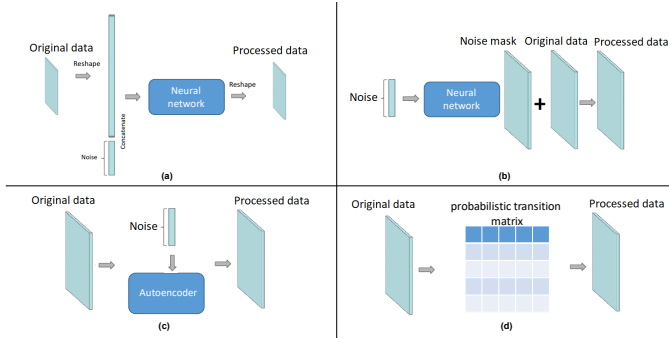 Original data
Reshape
Concatenate
Noise
Neural
network
Reshape
Processed data
(a)
Noise mask
Original data
Processed data
Noise
Neural
network
+
(b)
Original data
Noise
Autoencoder
Processed data
(c)
Original data
probabilistic transition
matrix
Processed data
(d)